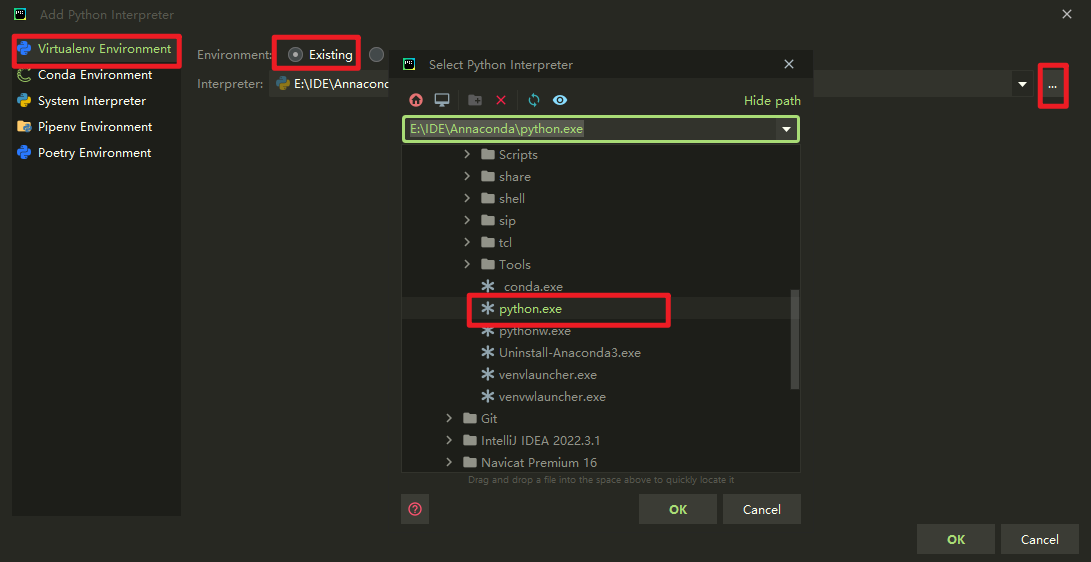 Add Python Interpreter
Virtualenv Environment
Conda Environment
System Interpreter
Pipenv Environment
Poetry Environment
Environment: Existing
Interpreter: E:\IDE\Annacond
...
Select Python Interpreter
Hide path
E:\IDE\Annaconda\python.exe
Scripts
share
shell
sip
tcl
Tools
_conda.exe
python.exe
pythonw.exe
Uninstall-Anaconda3.exe
venvlauncher.exe
venvwlauncher.exe
Git
IntelliJ IDEA 2022.3.1
Navicat Premium 16
Drag and drop a file into the space above to quickly locate it
? OK Cancel
OK Cancel